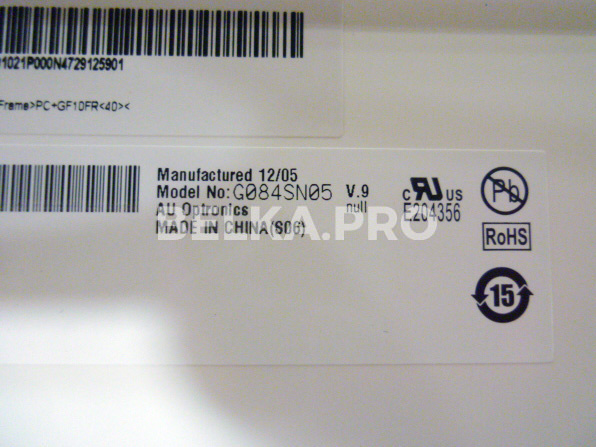 1021P000N4729125901
Frame>PC+GF10FR<40><
Manufactured 12/05
Model No:G084SN05 V.9
AU Optronics null
MADE IN CHINA(S06)
c RU US
E204356
Pb
RoHS
15
BELKA.PRO